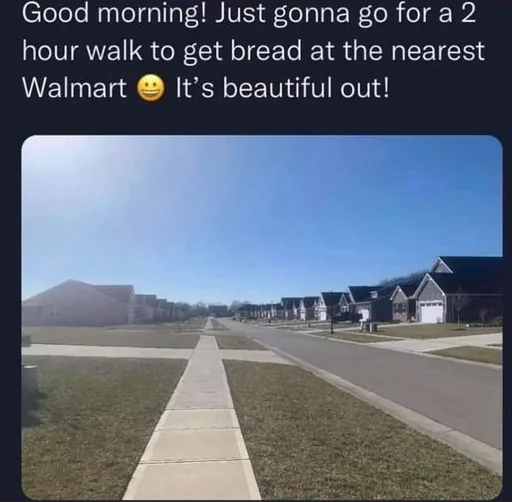 Good morning! Just gonna go for a 2
hour walk to get bread at the nearest
Walmart 😀 It’s beautiful out!